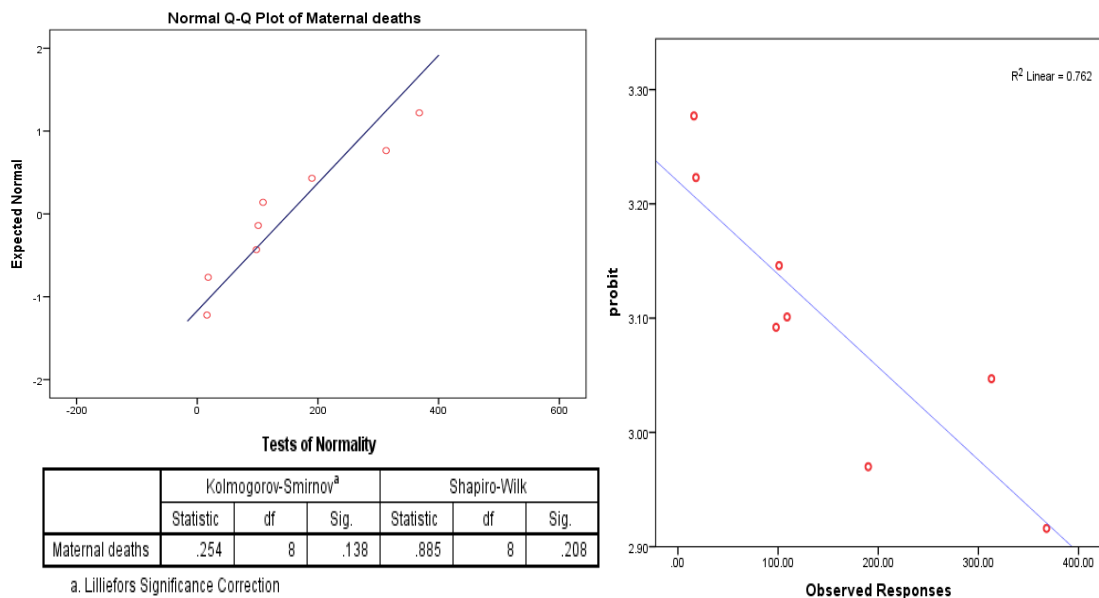 Normal Q-Q Plot of Maternal deaths
Expected Normal
2
1
0
-1
-2
-200 0 200 400 600
Tests of Normality
Kolmogorov-Smirnovª Shapiro-Wilk
Statistic df Sig. Statistic df Sig.
Maternal deaths .254 8 .138 .885 8 .208
a. Lilliefors Significance Correction
R² Linear = 0.762
probit
3.30
3.20
3.10
3.00
2.90
.00 100.00 200.00 300.00 400.00
Observed Responses